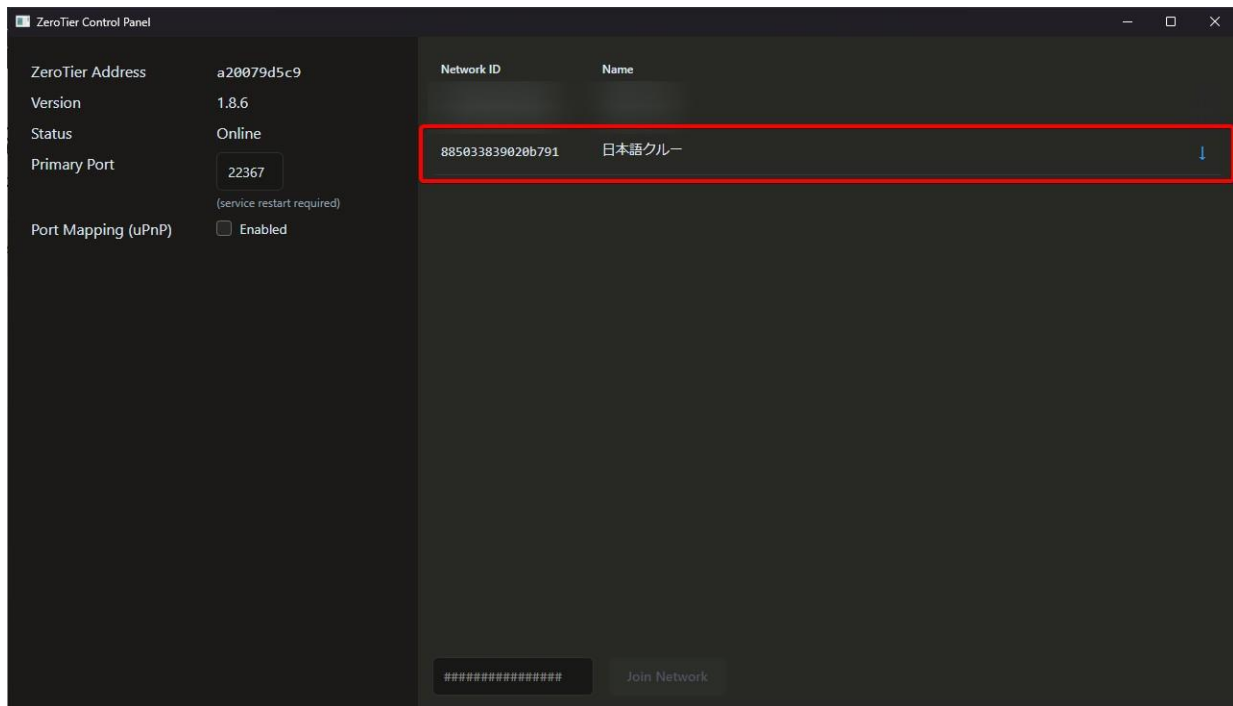 ZeroTier Control Panel
ZeroTier Address a20079d5c9
Version 1.8.6
Status Online
Primary Port 22367
(service restart required)
Port Mapping (uPnP) Enabled
Network ID Name
885033839020b791 日本語クルー
################ Join Network